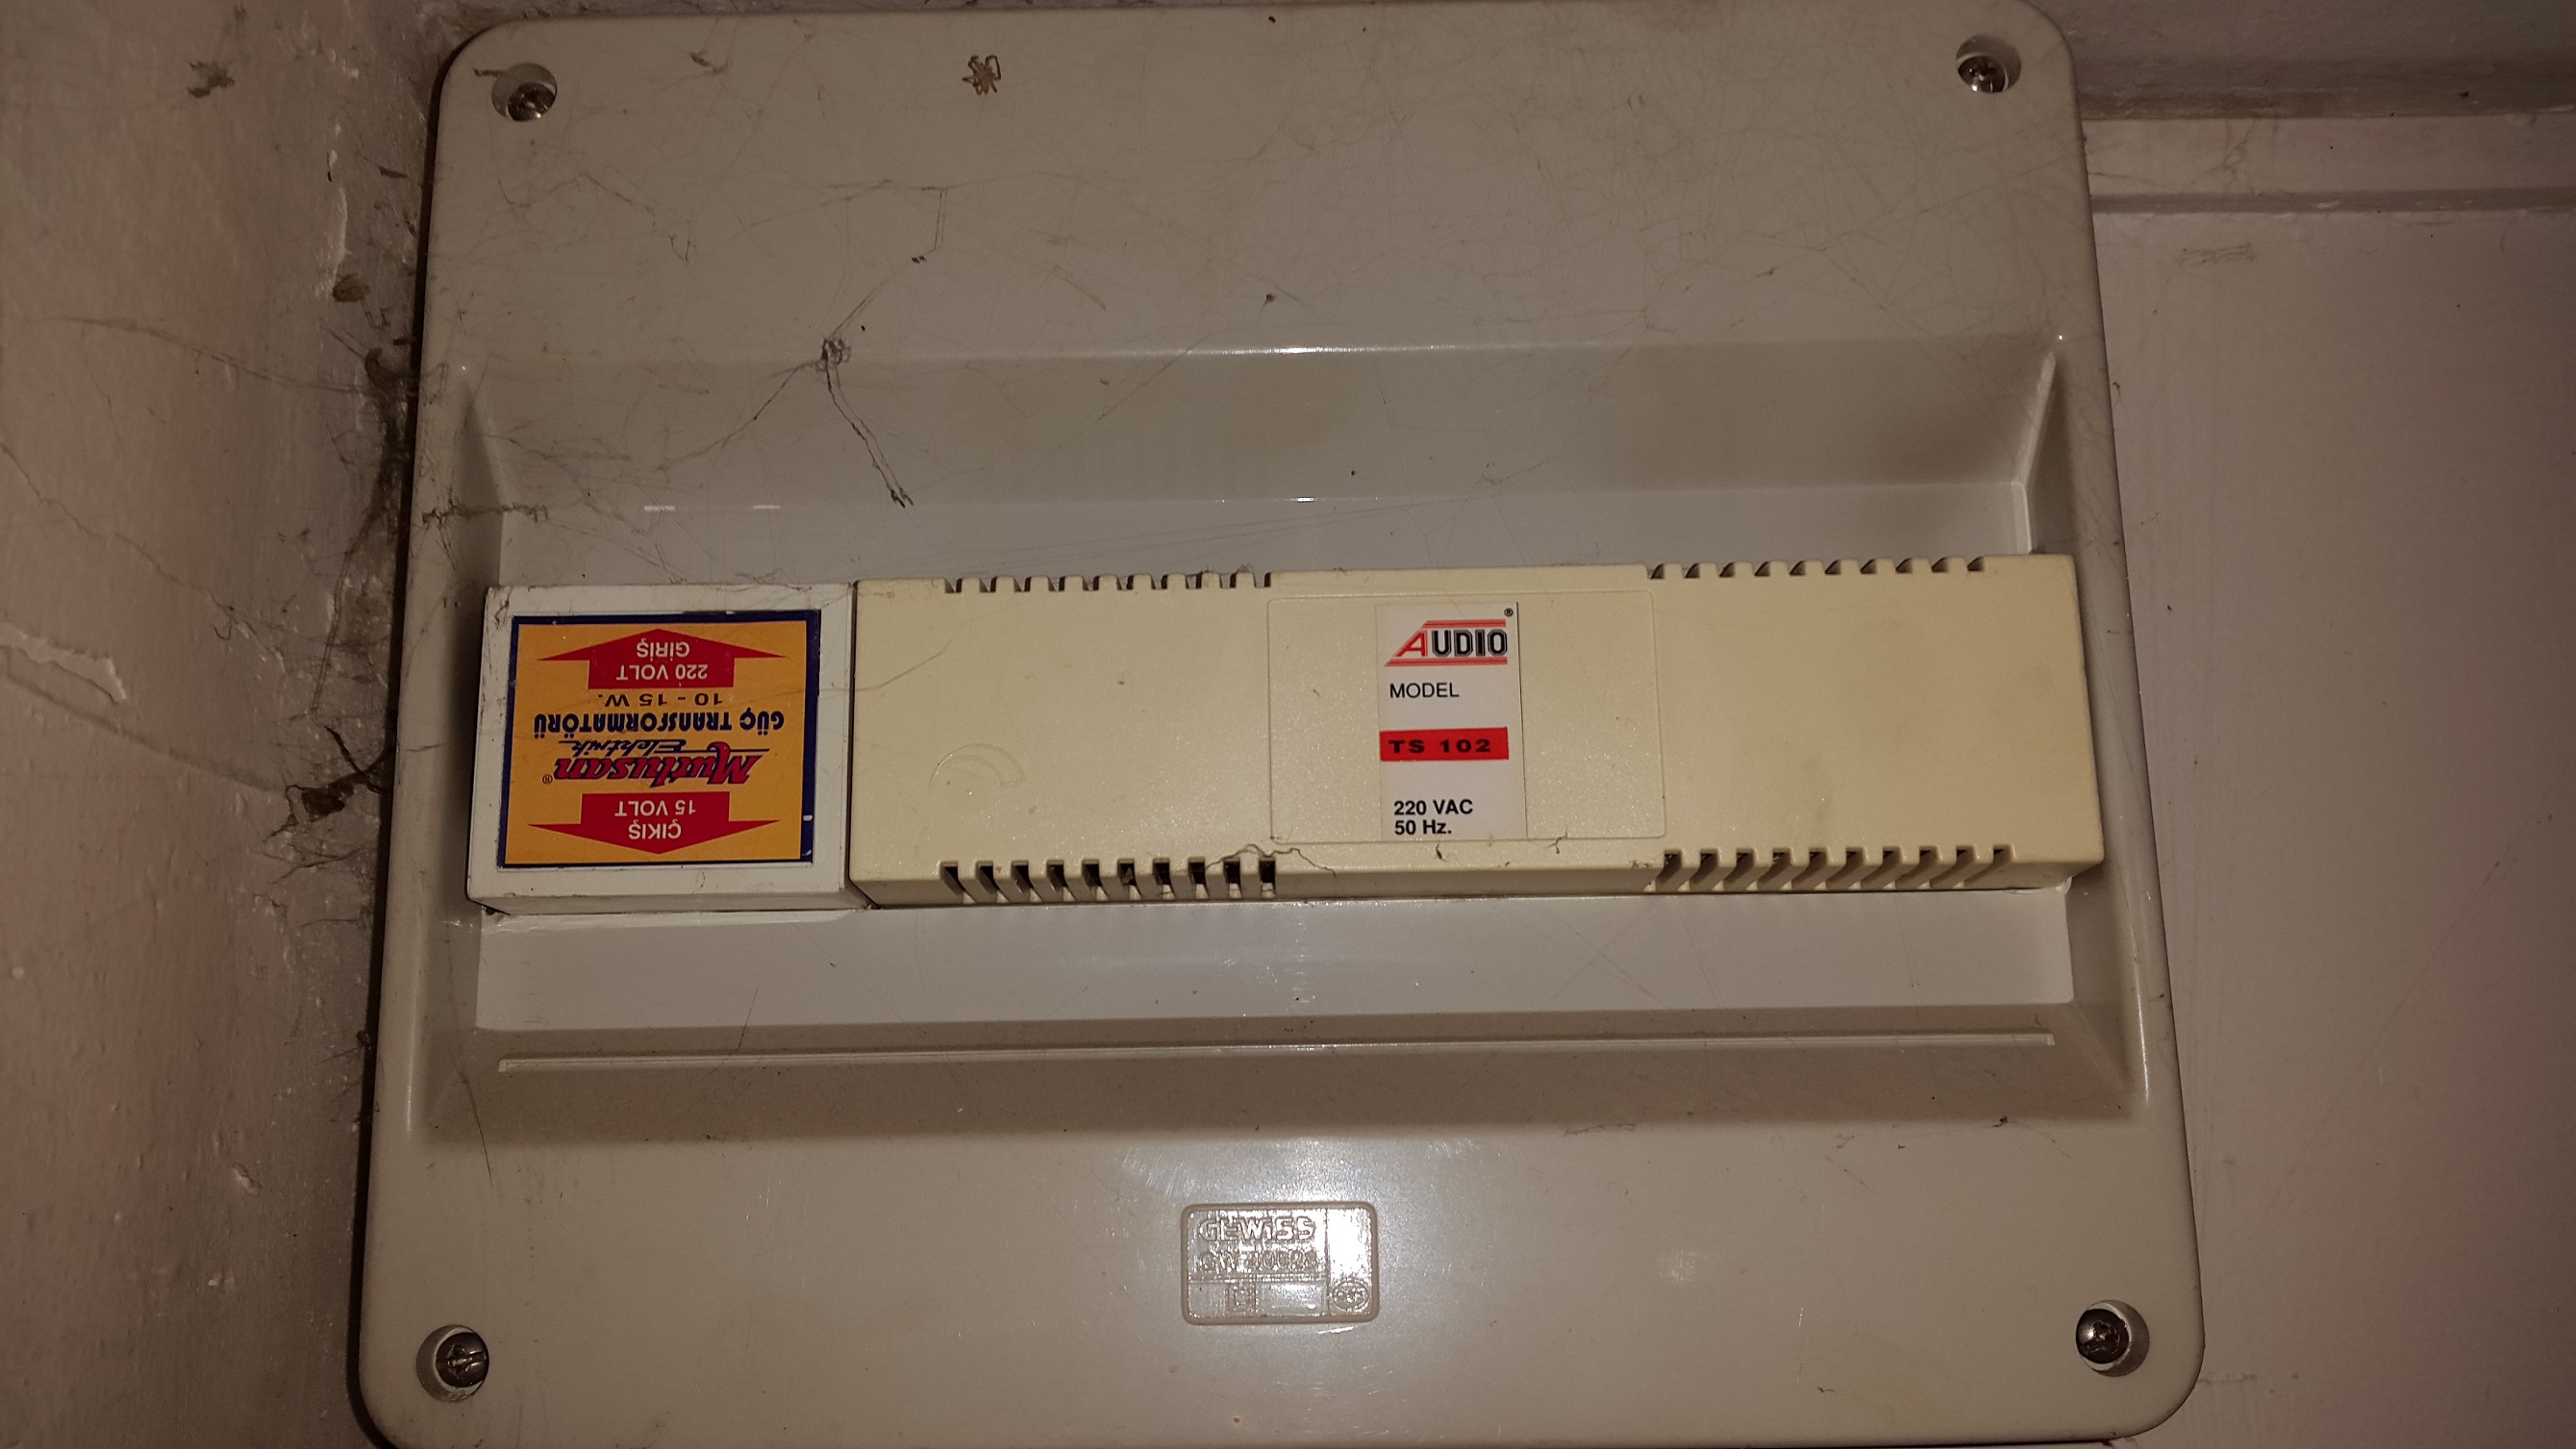 220 VOLT
GİRİŞ
10 - 15 W.
GÜÇ TRANSFORMATÖRÜ
Mutlusan®
Elektrik
ÇIKIŞ
15 VOLT
AUDIO®
MODEL
TS 102
220 VAC
50 Hz.
GEWISS